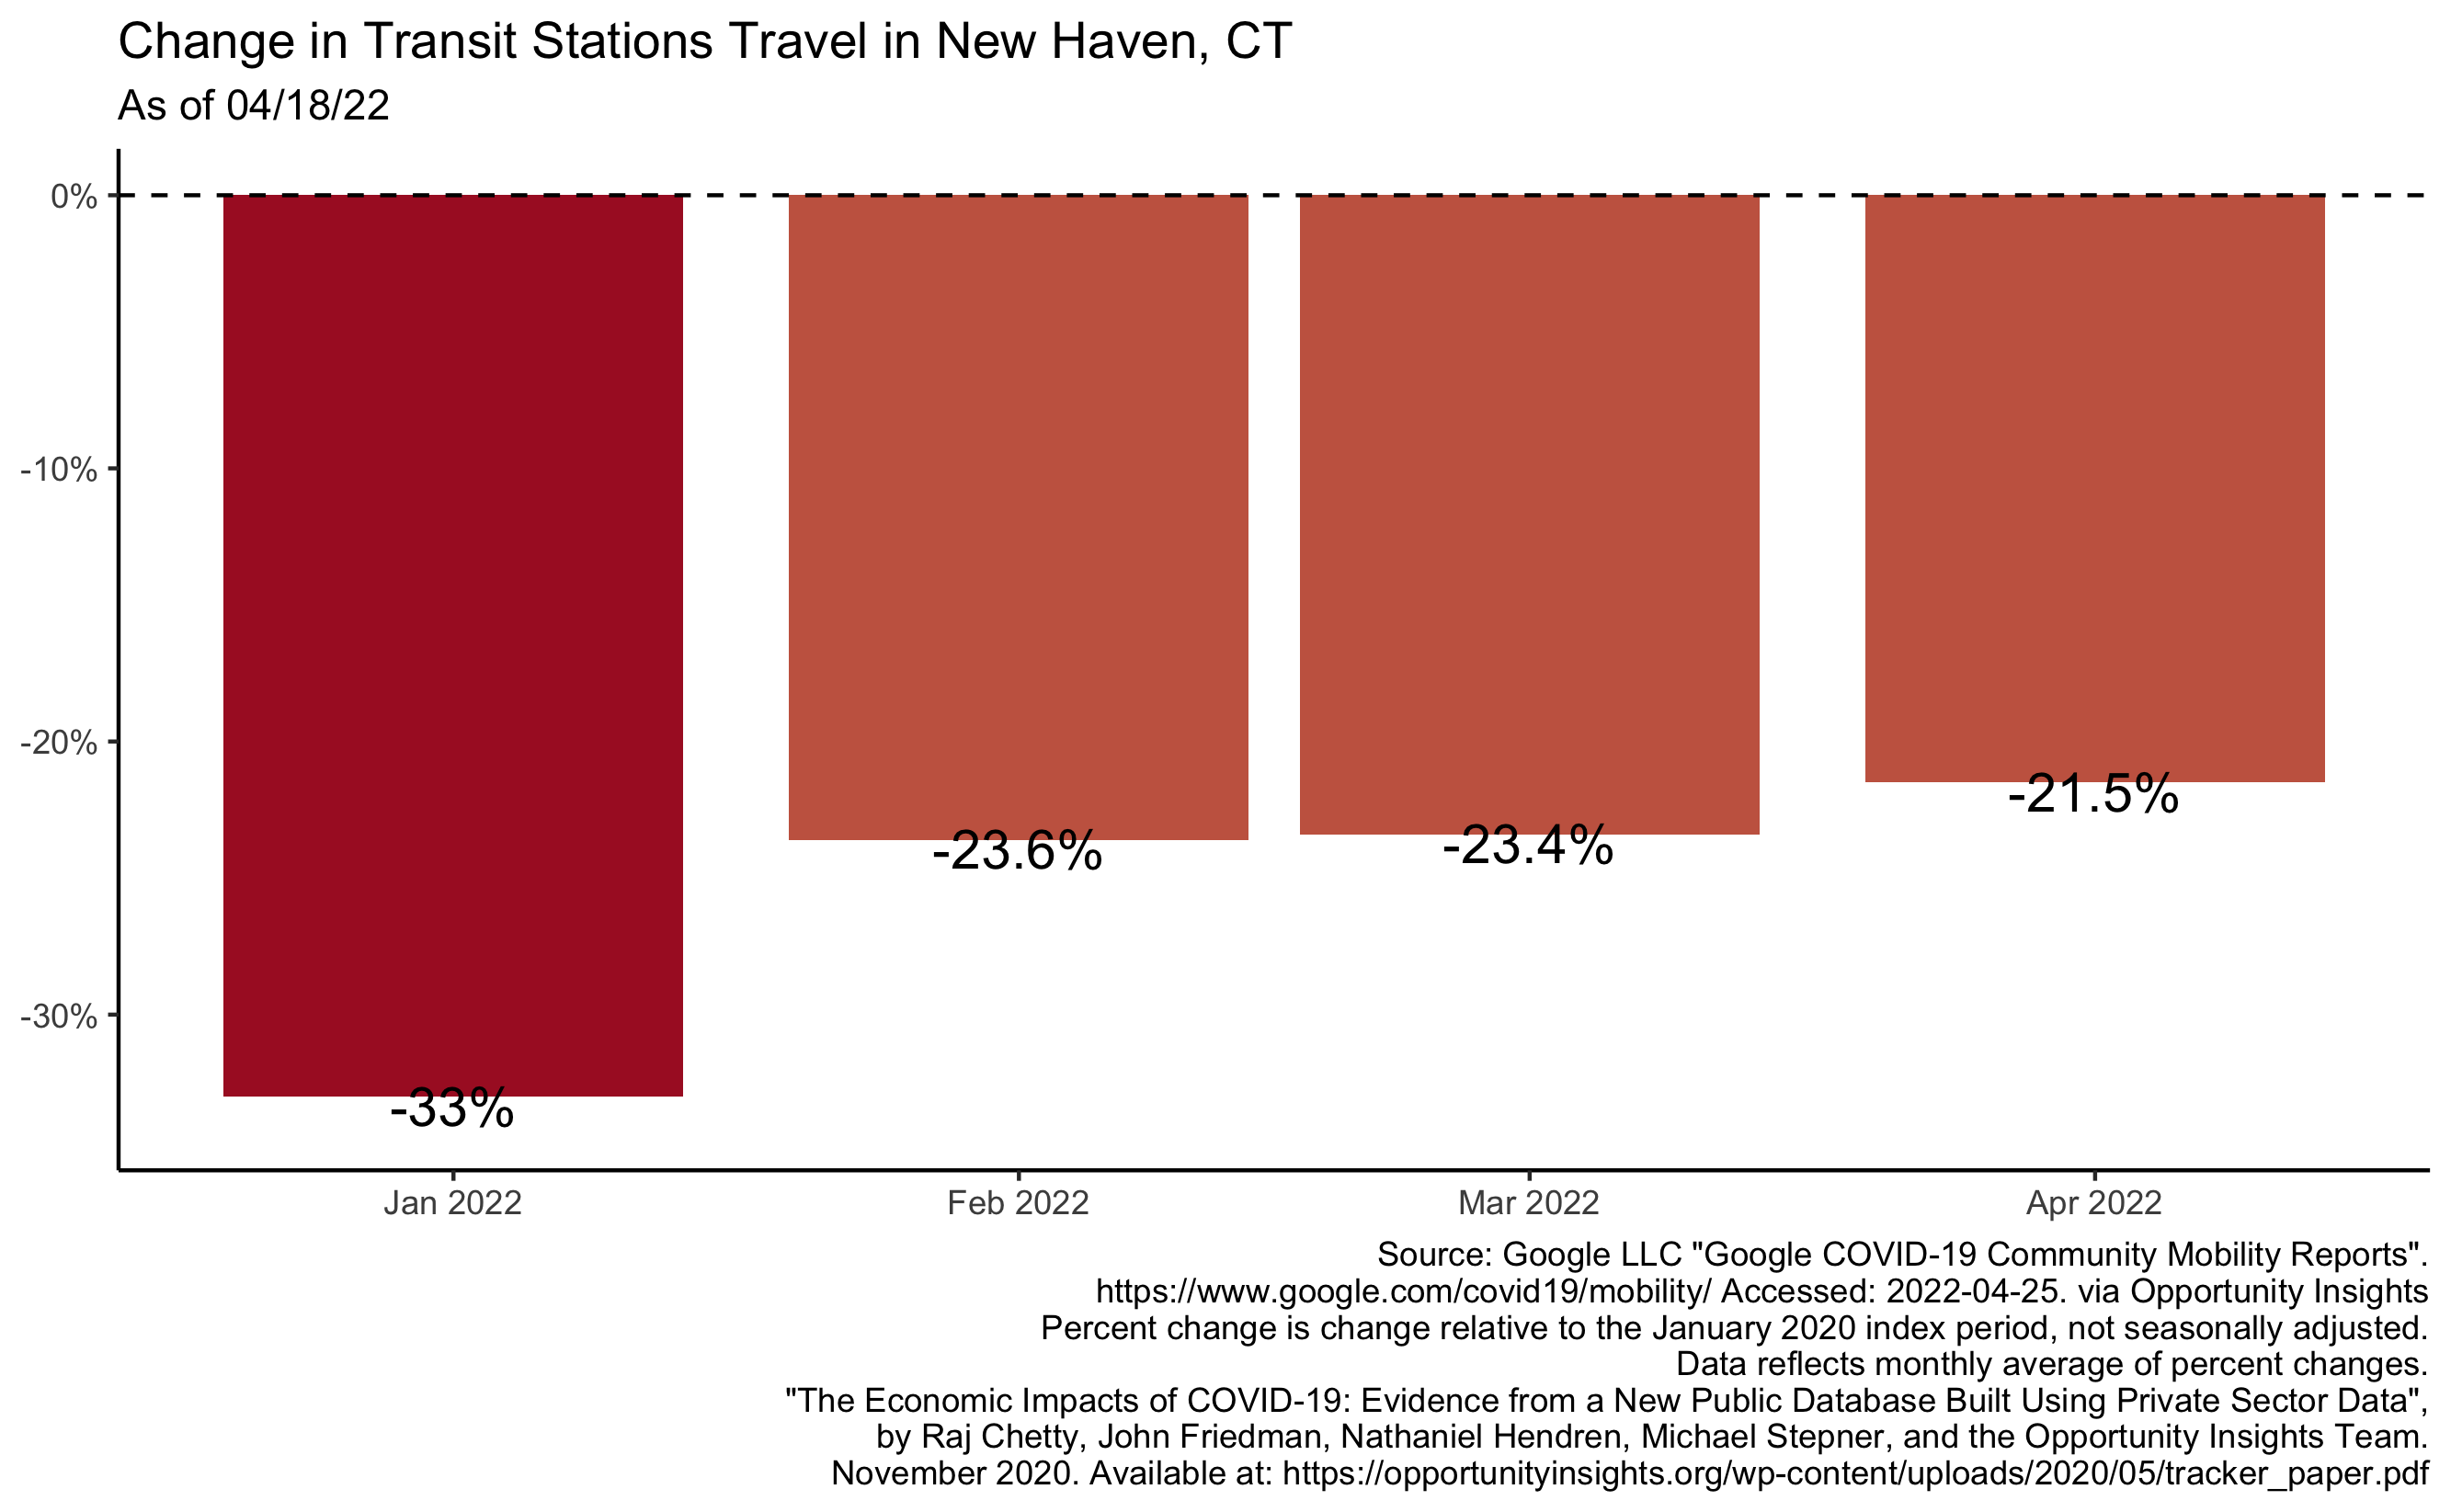 Change in Transit Stations Travel in New Haven, CT
As of 04/18/22
0%
-10%
-20%
-30%
-33%
-23.6%
-23.4%
-21.5%
Jan 2022
Feb 2022
Mar 2022
Apr 2022
Source: Google LLC "Google COVID-19 Community Mobility Reports".
https://www.google.com/covid19/mobility/ Accessed: 2022-04-25. via Opportunity Insights
Percent change is change relative to the January 2020 index period, not seasonally adjusted.
Data reflects monthly average of percent changes.
"The Economic Impacts of COVID-19: Evidence from a New Public Database Built Using Private Sector Data",
by Raj Chetty, John Friedman, Nathaniel Hendren, Michael Stepner, and the Opportunity Insights Team.
November 2020. Available at: https://opportunityinsights.org/wp-content/uploads/2020/05/tracker_paper.pdf